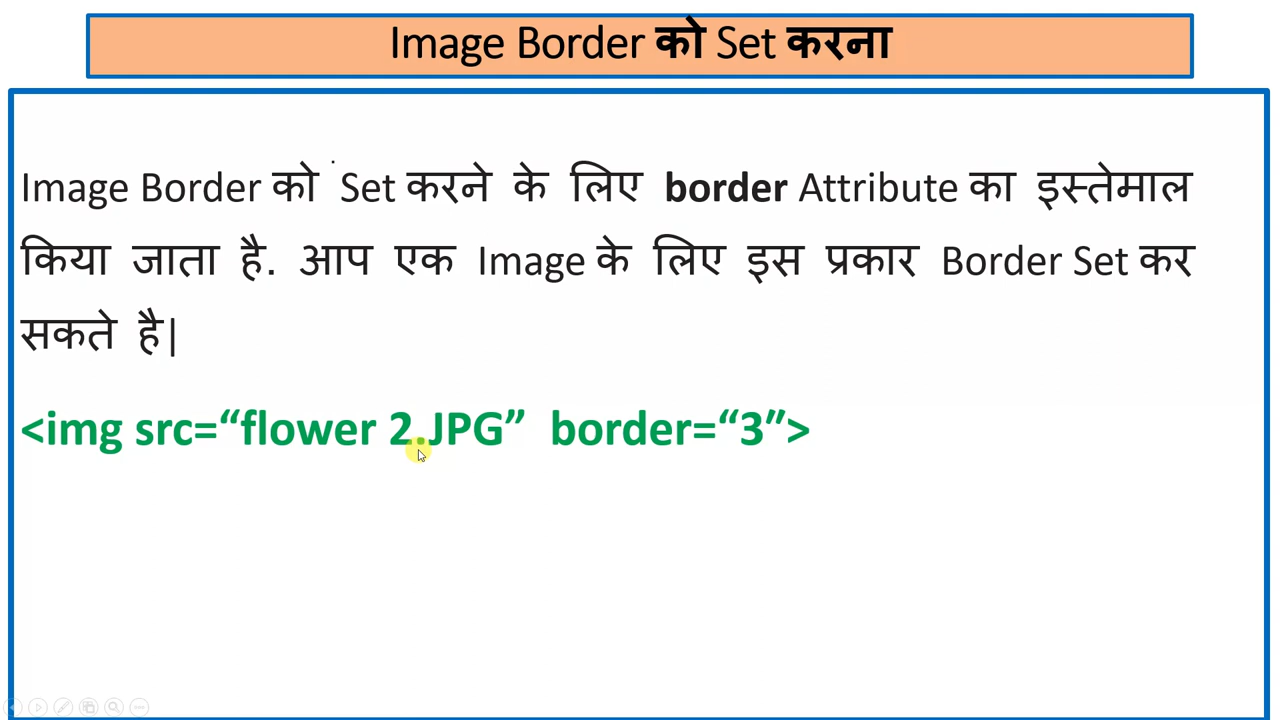 Image Border को Set करना
Image Border को Set करने के लिए border Attribute का इस्तेमाल
किया जाता है. आप एक Image के लिए इस प्रकार Border Set कर
सकते है|
<img src=“flower 2.JPG” border=“3″>